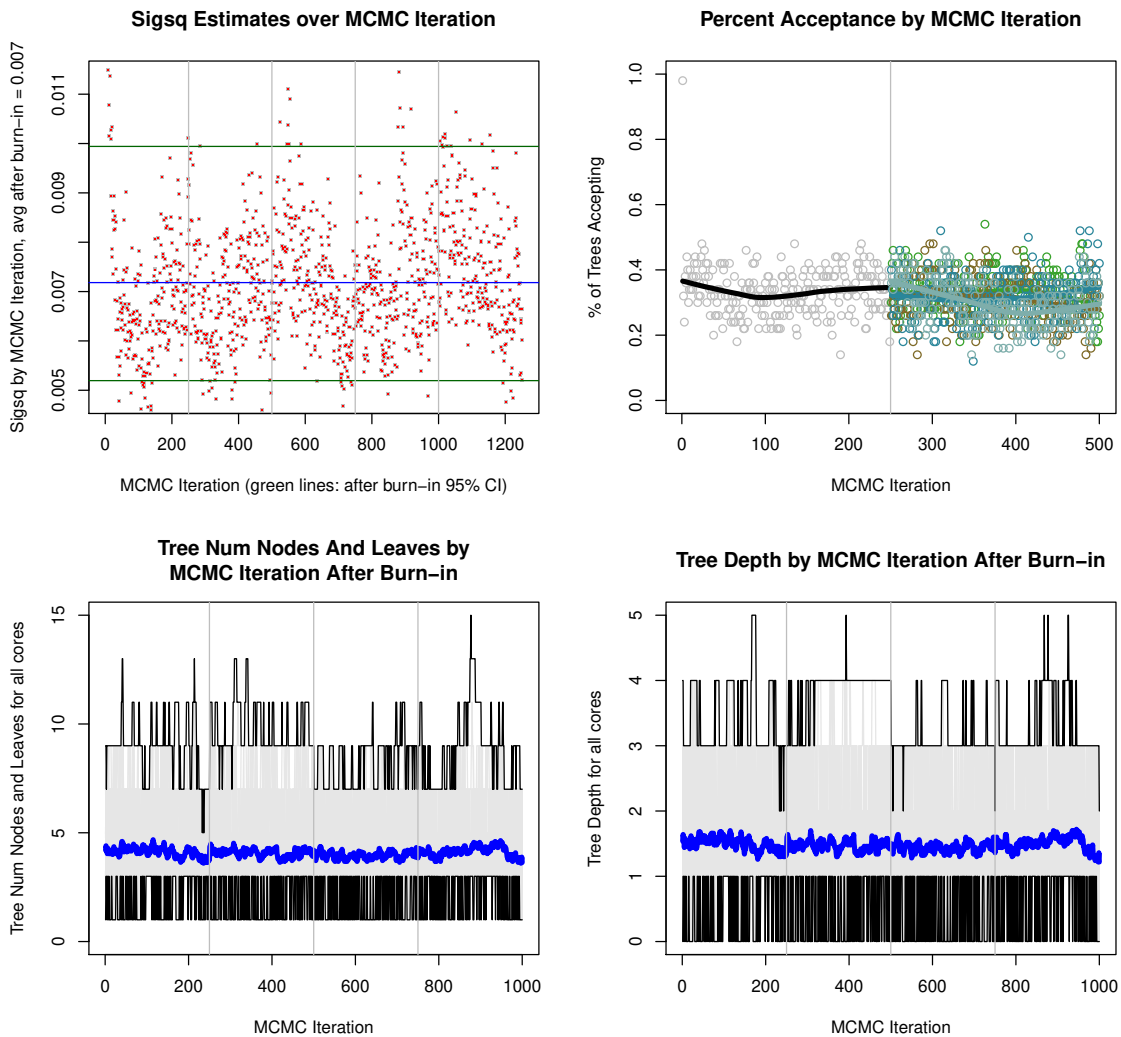 Sigsq Estimates over MCMC Iteration
Sigsq by MCMC Iteration, avg after burn−in = 0.007
0.011
0.009
0.007
0.005
0 200 400 600 800 1000 1200
MCMC Iteration (green lines: after burn−in 95% CI)
Percent Acceptance by MCMC Iteration
% of Trees Accepting
1.0
0.8
0.6
0.4
0.2
0.0
0 100 200 300 400 500
MCMC Iteration
Tree Num Nodes And Leaves by
MCMC Iteration After Burn−in
Tree Num Nodes and Leaves for all cores
15
10
5
0
0 200 400 600 800 1000
MCMC Iteration
Tree Depth by MCMC Iteration After Burn−in
Tree Depth for all cores
5
4
3
2
1
0
0 200 400 600 800 1000
MCMC Iteration